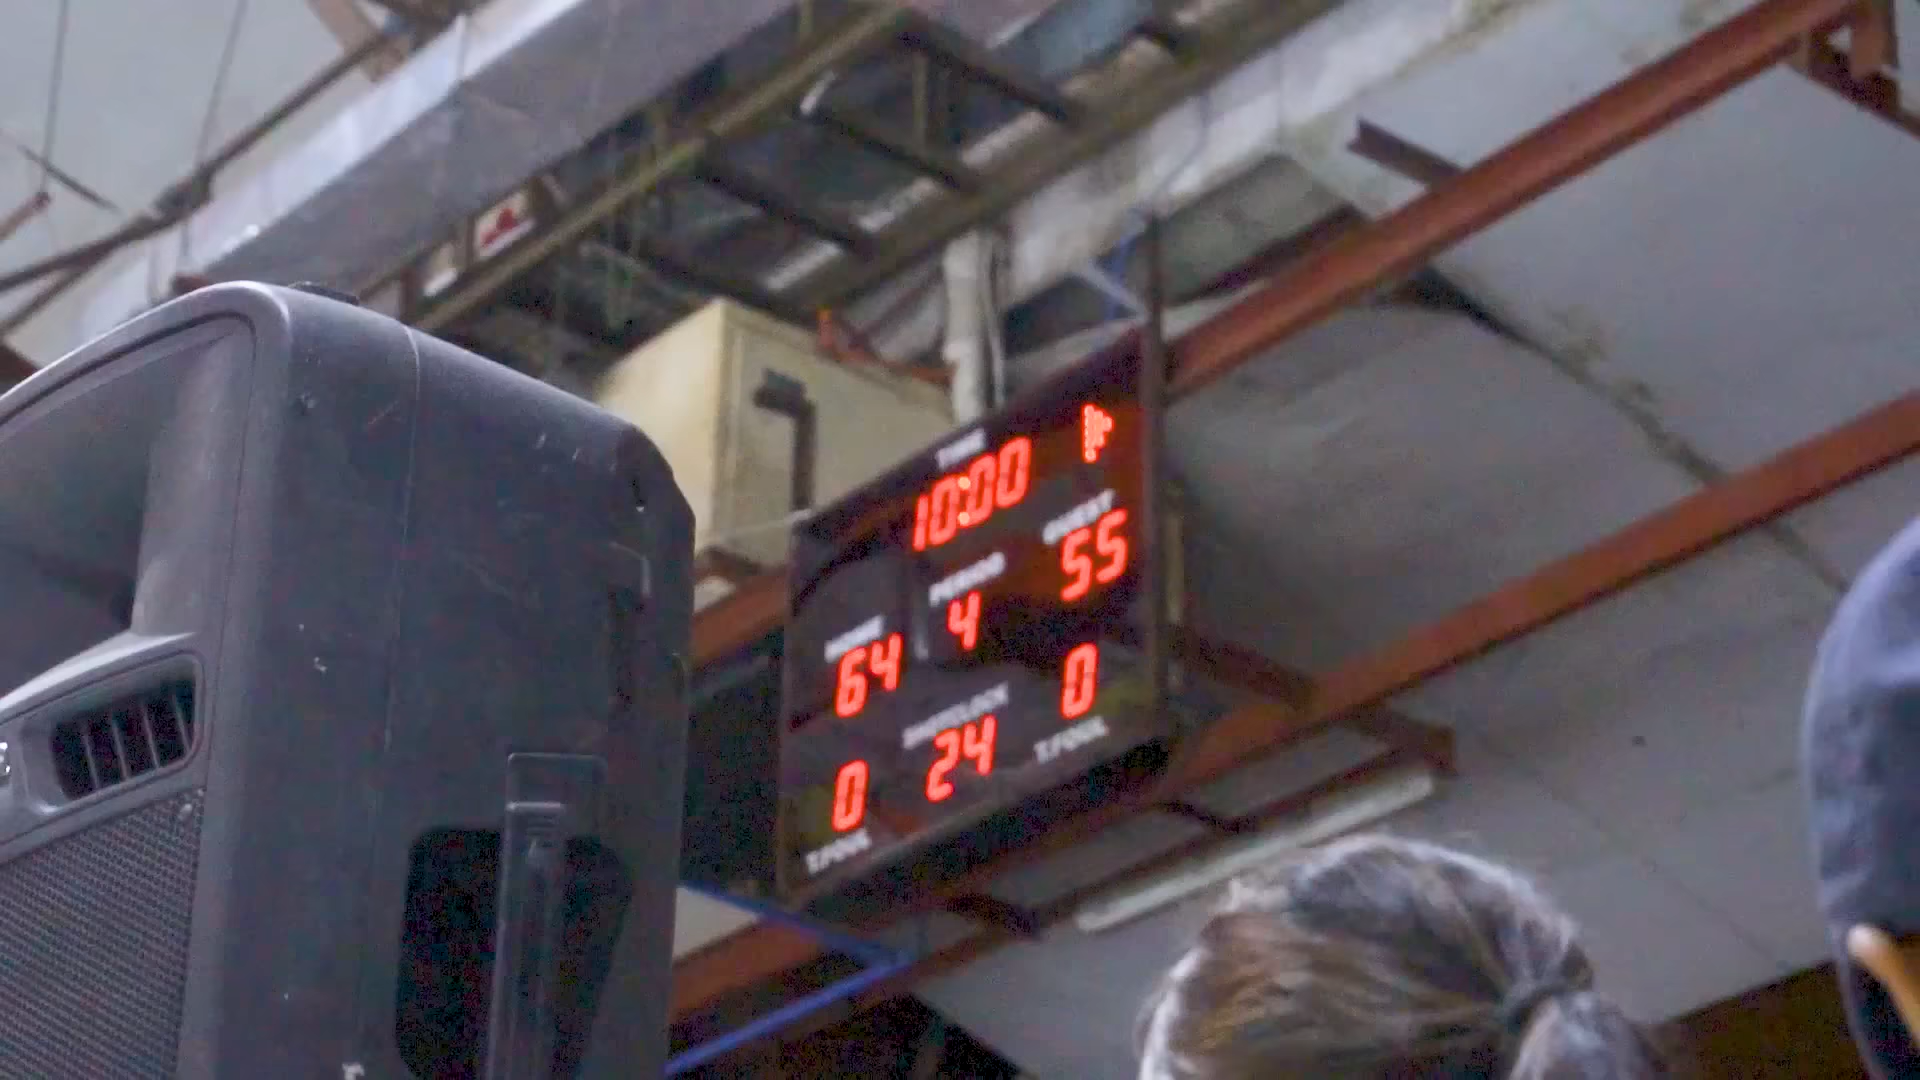 TIME
10:00
GUEST
55
PERIOD
4
HOME
64
0
SHOTCLOCK
24
0
T.FOUL
T.FOUL